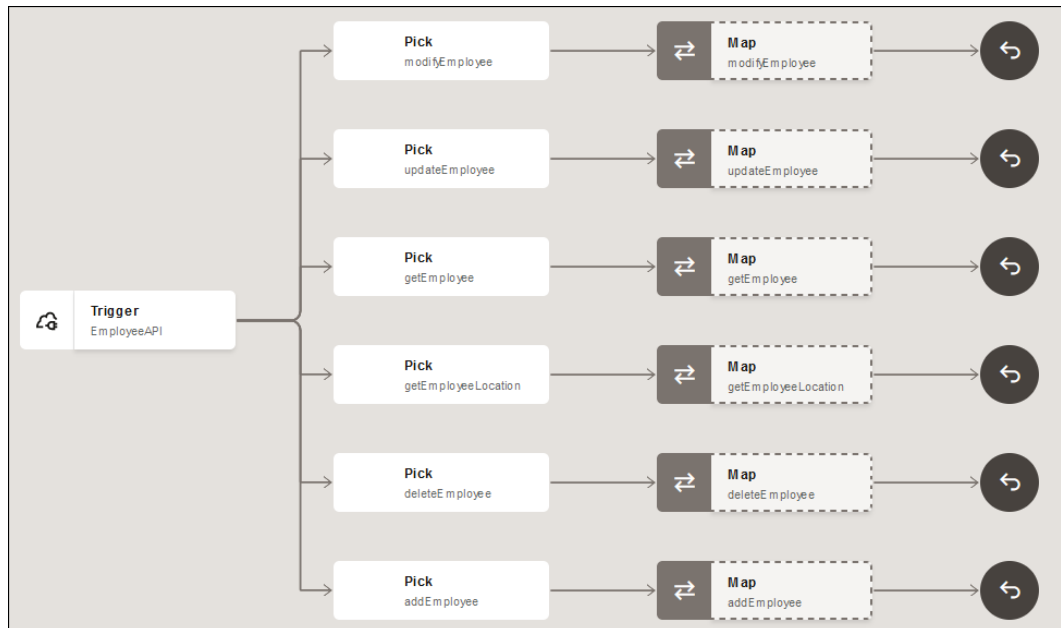 Pick
modifyEmployee
Map
modifyEmployee
Pick
updateEmployee
Map
updateEmployee
Pick
getEmployee
Map
getEmployee
Trigger
EmployeeAPI
Pick
getEmployeeLocation
Map
getEmployeeLocation
Pick
deleteEmployee
Map
deleteEmployee
Pick
addEmployee
Map
addEmployee